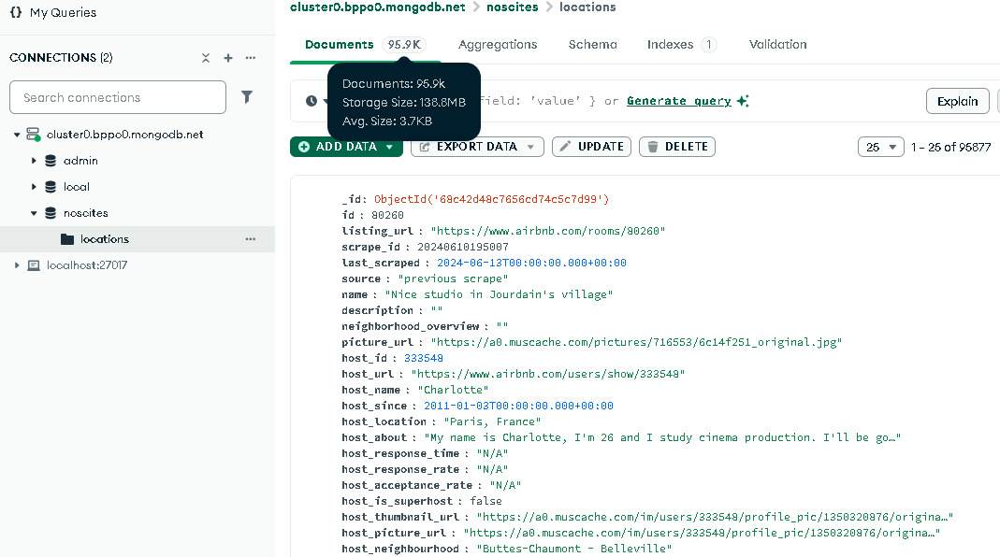 {} My Queries
cluster0.bppo0.mongodb.net > noscites > locations
Documents 95.9K Aggregations Schema Indexes 1 Validation
CONNECTIONS (2)
Search connections
Documents: 95.9k
Storage Size: 138.8MB
Avg. Size: 3.7KB
field: 'value' } or Generate query
Explain
ADD DATA EXPORT DATA UPDATE DELETE
25 1 – 25 of 95877
cluster0.bppo0.mongodb.net
admin
local
noscites
locations
localhost:27017
_id: ObjectId('68c42d48c7656cd74c5c7d99')
id : 80260
listing_url : "https://www.airbnb.com/rooms/80260"
scrape_id : 20240610195007
last_scraped : 2024-06-13T00:00:00.000+00:00
source : "previous scrape"
name : "Nice studio in Jourdain's village"
description : ""
neighborhood_overview : ""
picture_url : "https://a0.muscache.com/pictures/716553/6c14f251_original.jpg"
host_id : 333548
host_url : "https://www.airbnb.com/users/show/333548"
host_name : "Charlotte"
host_since : 2011-01-03T00:00:00.000+00:00
host_location : "Paris, France"
host_about : "My name is Charlotte, I'm 26 and I study cinema production. I'll be go…"
host_response_time : "N/A"
host_response_rate : "N/A"
host_acceptance_rate : "N/A"
host_is_superhost : false
host_thumbnail_url : "https://a0.muscache.com/im/users/333548/profile_pic/1350320876/origina…"
host_picture_url : "https://a0.muscache.com/im/users/333548/profile_pic/1350320876/origina…"
host_neighbourhood : "Buttes-Chaumont - Belleville"